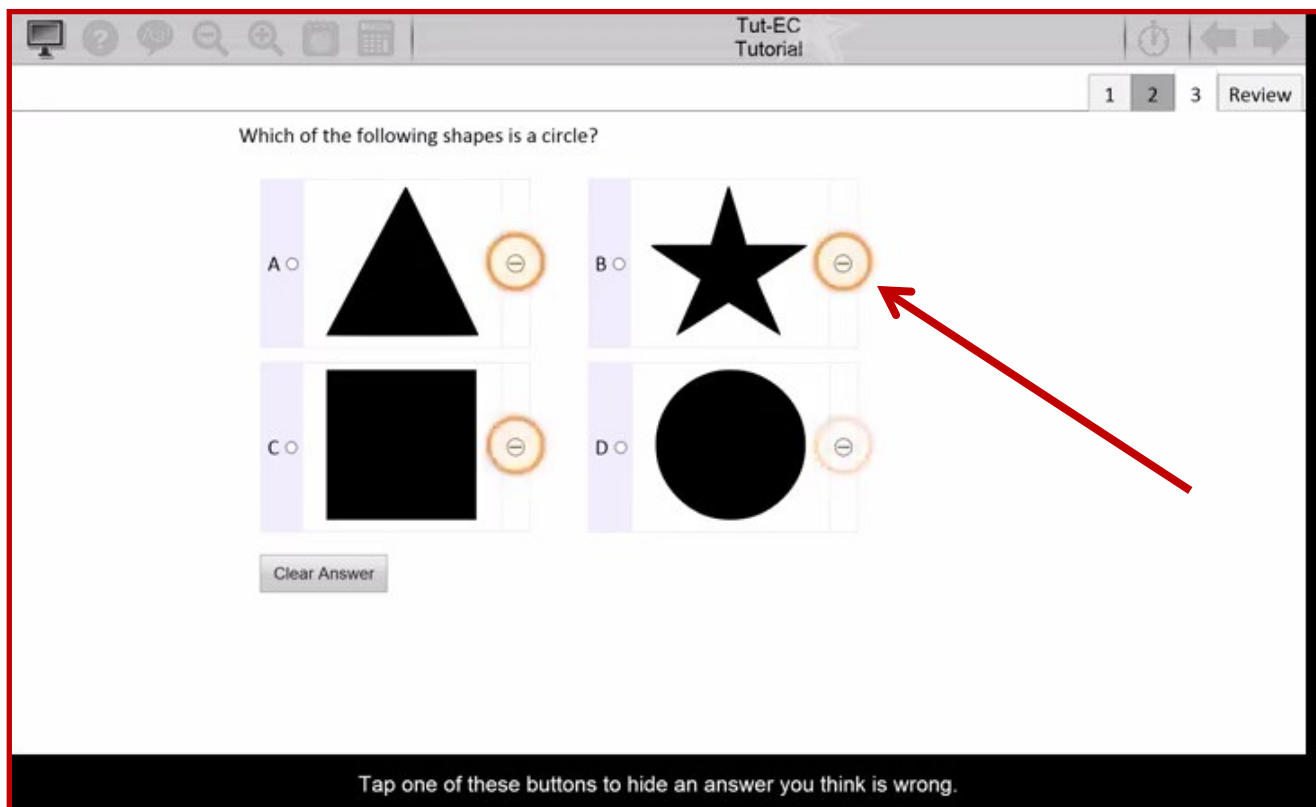 Tut-EC
Tutorial
1 2 3 Review
Which of the following shapes is a circle?
A
B
C
D
Clear Answer
Tap one of these buttons to hide an answer you think is wrong.